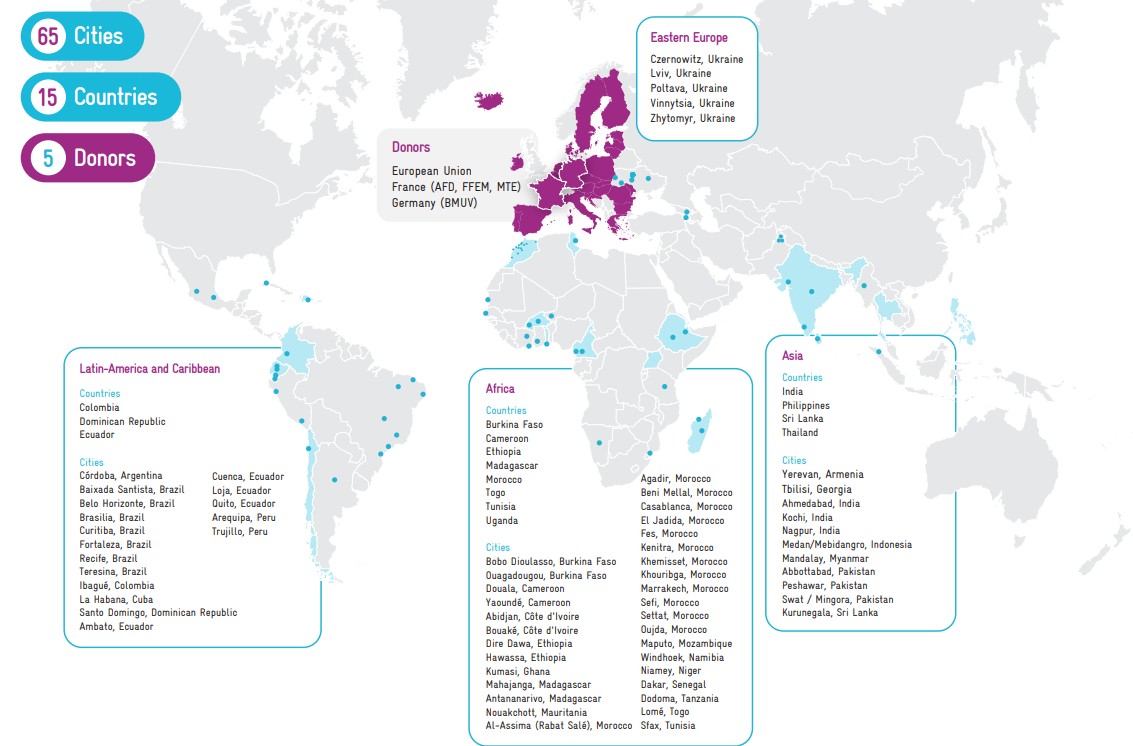 65 Cities
15 Countries
5 Donors
Eastern Europe
Czernowitz, Ukraine
Lviv, Ukraine
Poltava, Ukraine
Vinnytsia, Ukraine
Zhytomyr, Ukraine
Donors
European Union
France (AFD, FFEM, MTE)
Germany (BMUV)
Latin-America and Caribbean
Countries
Colombia
Dominican Republic
Ecuador
Cities
Córdoba, Argentina
Baixada Santista, Brazil
Belo Horizonte, Brazil
Brasilia, Brazil
Curitiba, Brazil
Fortaleza, Brazil
Recife, Brazil
Teresina, Brazil
Ibagué, Colombia
La Habana, Cuba
Santo Domingo, Dominican Republic
Ambato, Ecuador
Cuenca, Ecuador
Loja, Ecuador
Quito, Ecuador
Arequipa, Peru
Trujillo, Peru
Africa
Countries
Burkina Faso
Cameroon
Ethiopia
Madagascar
Morocco
Togo
Tunisia
Uganda
Cities
Bobo Dioulasso, Burkina Faso
Ouagadougou, Burkina Faso
Douala, Cameroon
Yaoundé, Cameroon
Abidjan, Côte d'Ivoire
Bouaké, Côte d'Ivoire
Dire Dawa, Ethiopia
Hawassa, Ethiopia
Kumasi, Ghana
Mahajanga, Madagascar
Antananarivo, Madagascar
Nouakchott, Mauritania
Al-Assima (Rabat Salé), Morocco
Agadir, Morocco
Beni Mellal, Morocco
Casablanca, Morocco
El Jadida, Morocco
Fes, Morocco
Kenitra, Morocco
Khemisset, Morocco
Khouribga, Morocco
Marrakech, Morocco
Sefi, Morocco
Settat, Morocco
Oujda, Morocco
Maputo, Mozambique
Windhoek, Namibia
Niamey, Niger
Dakar, Senegal
Dodoma, Tanzania
Lomé, Togo
Sfax, Tunisia
Asia
Countries
India
Philippines
Sri Lanka
Thailand
Cities
Yerevan, Armenia
Tbilisi, Georgia
Ahmedabad, India
Kochi, India
Nagpur, India
Medan/Mebidangro, Indonesia
Mandalay, Myanmar
Abbottabad, Pakistan
Peshawar, Pakistan
Swat / Mingora, Pakistan
Kurunegala, Sri Lanka